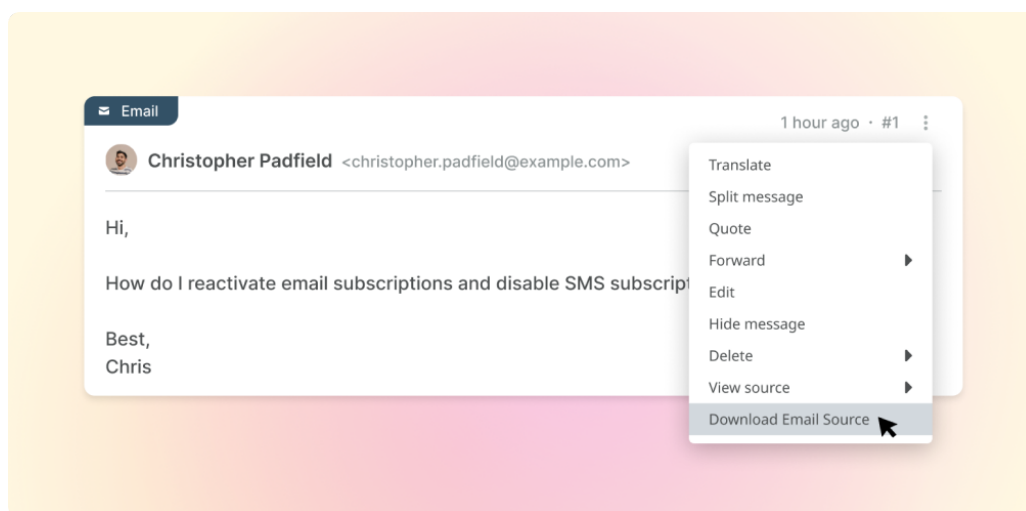 Email
1 hour ago · #1
Christopher Padfield <christopher.padfield@example.com>
Hi,
How do I reactivate email subscriptions and disable SMS
Best,
Chris
Translate
Split message
Quote
Forward
Edit
Hide message
Delete
View source
Download Email Source